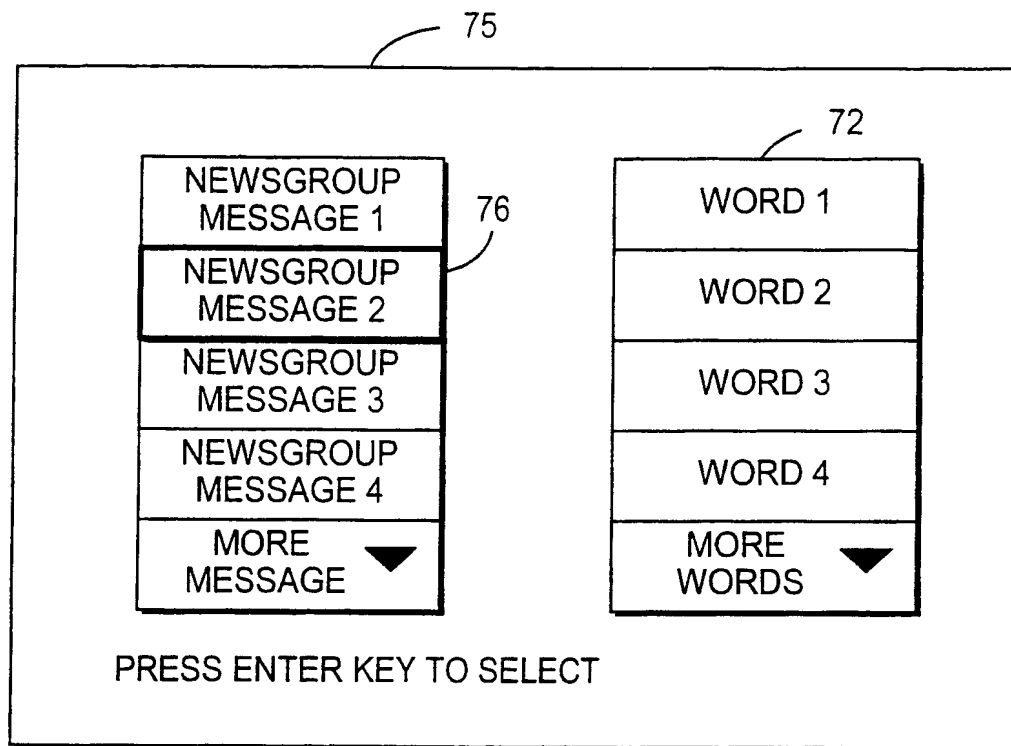 75
72
NEWSGROUP
MESSAGE 1
76
NEWSGROUP
MESSAGE 2
NEWSGROUP
MESSAGE 3
NEWSGROUP
MESSAGE 4
MORE
MESSAGE
WORD 1
WORD 2
WORD 3
WORD 4
MORE
WORDS
PRESS ENTER KEY TO SELECT